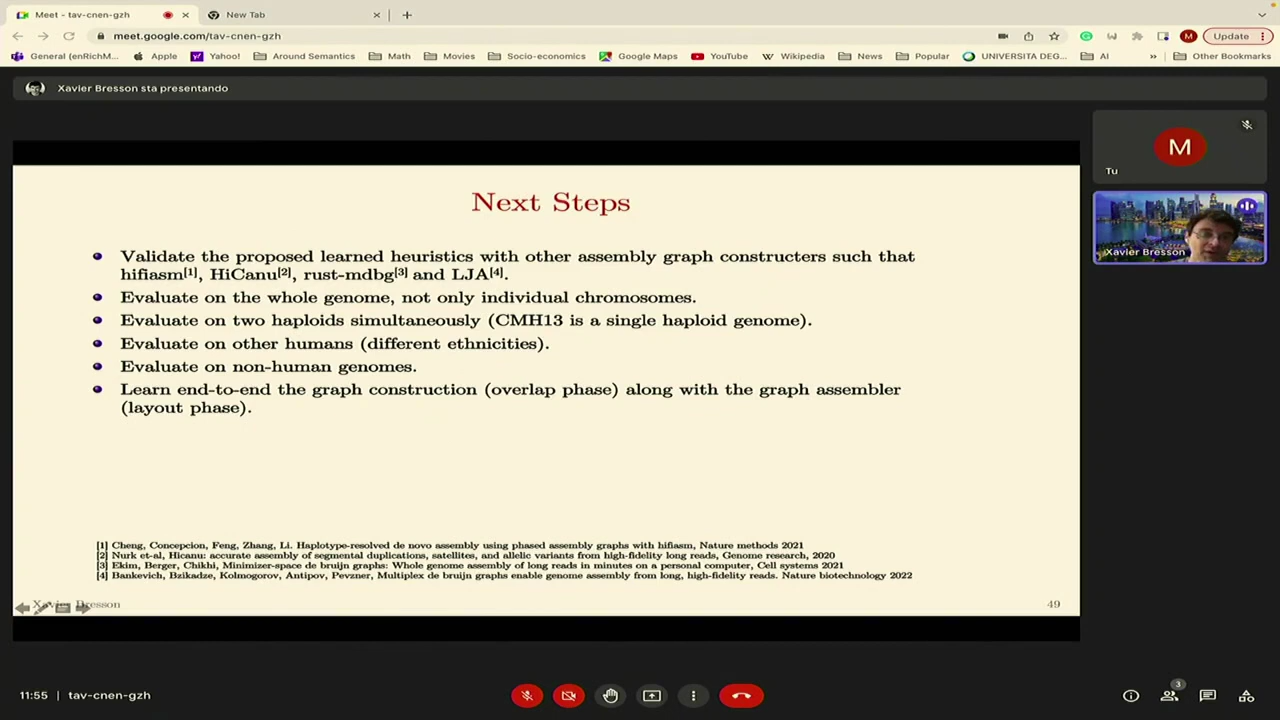 Meet - tav-cnen-gzh
New Tab
meet.google.com/tav-cnen-gzh
M
Update
General (enRichM...
Apple
Yahoo!
Around Semantics
Math
Movies
Socio-economics
Google Maps
YouTube
Wikipedia
News
Popular
UNIVERSITA DEG...
AI
»
Other Bookmarks
Xavier Bresson sta presentando
M
Tu
Xavier Bresson
Next Steps
Validate the proposed learned heuristics with other assembly graph constructers such that
hifiasm[1], HiCanu[2], rust-mdbg[3] and LJA[4].
Evaluate on the whole genome, not only individual chromosomes.
Evaluate on two haploids simultaneously (CMH13 is a single haploid genome).
Evaluate on other humans (different ethnicities).
Evaluate on non-human genomes.
Learn end-to-end the graph construction (overlap phase) along with the graph assembler
(layout phase).
[1] Cheng, Concepcion, Feng, Zhang, Li. Haplotype-resolved de novo assembly using phased assembly graphs with hifiasm, Nature methods 2021
[2] Nurk et-al, Hicanu: accurate assembly of segmental duplications, satellites, and allelic variants from high-fidelity long reads, Genome research, 2020
[3] Ekim, Berger, Chikhi, Minimizer-space de bruijn graphs: Whole genome assembly of long reads in minutes on a personal computer, Cell systems 2021
[4] Bankevich, Bzikadze, Kolmogorov, Antipov, Pevzner, Multiplex de bruijn graphs enable genome assembly from long, high-fidelity reads. Nature biotechnology 2022
Xavier Bresson
49
11:55 | tav-cnen-gzh
3